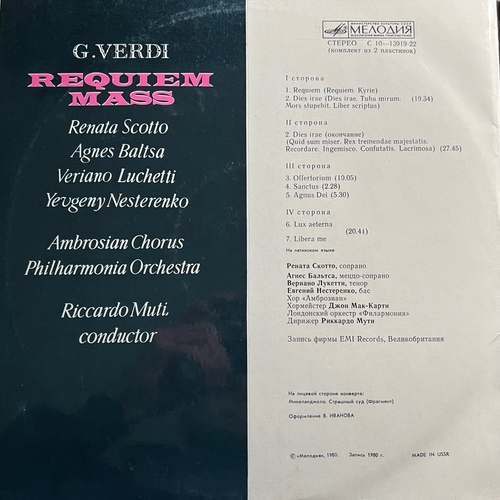 G.VERDI
REQUIEM
MASS
Renata Scotto
Agnes Baltsa
Veriano Luchetti
Yevgeny Nesterenko
Ambrosian Chorus
Philharmonia Orchestra
Riccardo Muti,
conductor
МИНИСТЕРСТВО КУЛЬТУРЫ СССР
МЕЛОДИЯ
СТЕРЕО С 10—13919-22
(комплект из 2 пластинок)
I сторона
1. Requiem (Requiem. Kyrie)
2. Dies irae (Dies irae. Tuba mirum. (19.34)
Mors stupebit. Liber scriptus)
II сторона
2. Dies irae (окончание)
(Quid sum miser. Rex tremendae majestatis.
Recordare. Ingemisco. Confutatis. Lacrimosa) (27.45)
III сторона
3. Offertorium (10.05)
4. Sanctus (2.28)
5. Agnus Dei (5.30)
IV сторона
6. Lux aeterna
(20.41)
7. Libera me
На латинском языке
Рената Скотто, сопрано
Агнес Бальтса, меццо-сопрано
Вериано Лукетти, тенор
Евгений Нестеренко, бас
Хор «Амброзиан»
Хормейстер Джон Мак-Карти
Лондонский оркестр «Филармония»
Дирижер Риккардо Мути
Запись фирмы EMI Records, Великобритания
На лицевой стороне конверта:
Микеланджело. Страшный суд (Фрагмент)
Оформление В. ИВАНОВА
© «Мелодия», 1980. Запись 1980 г. MADE IN USSR